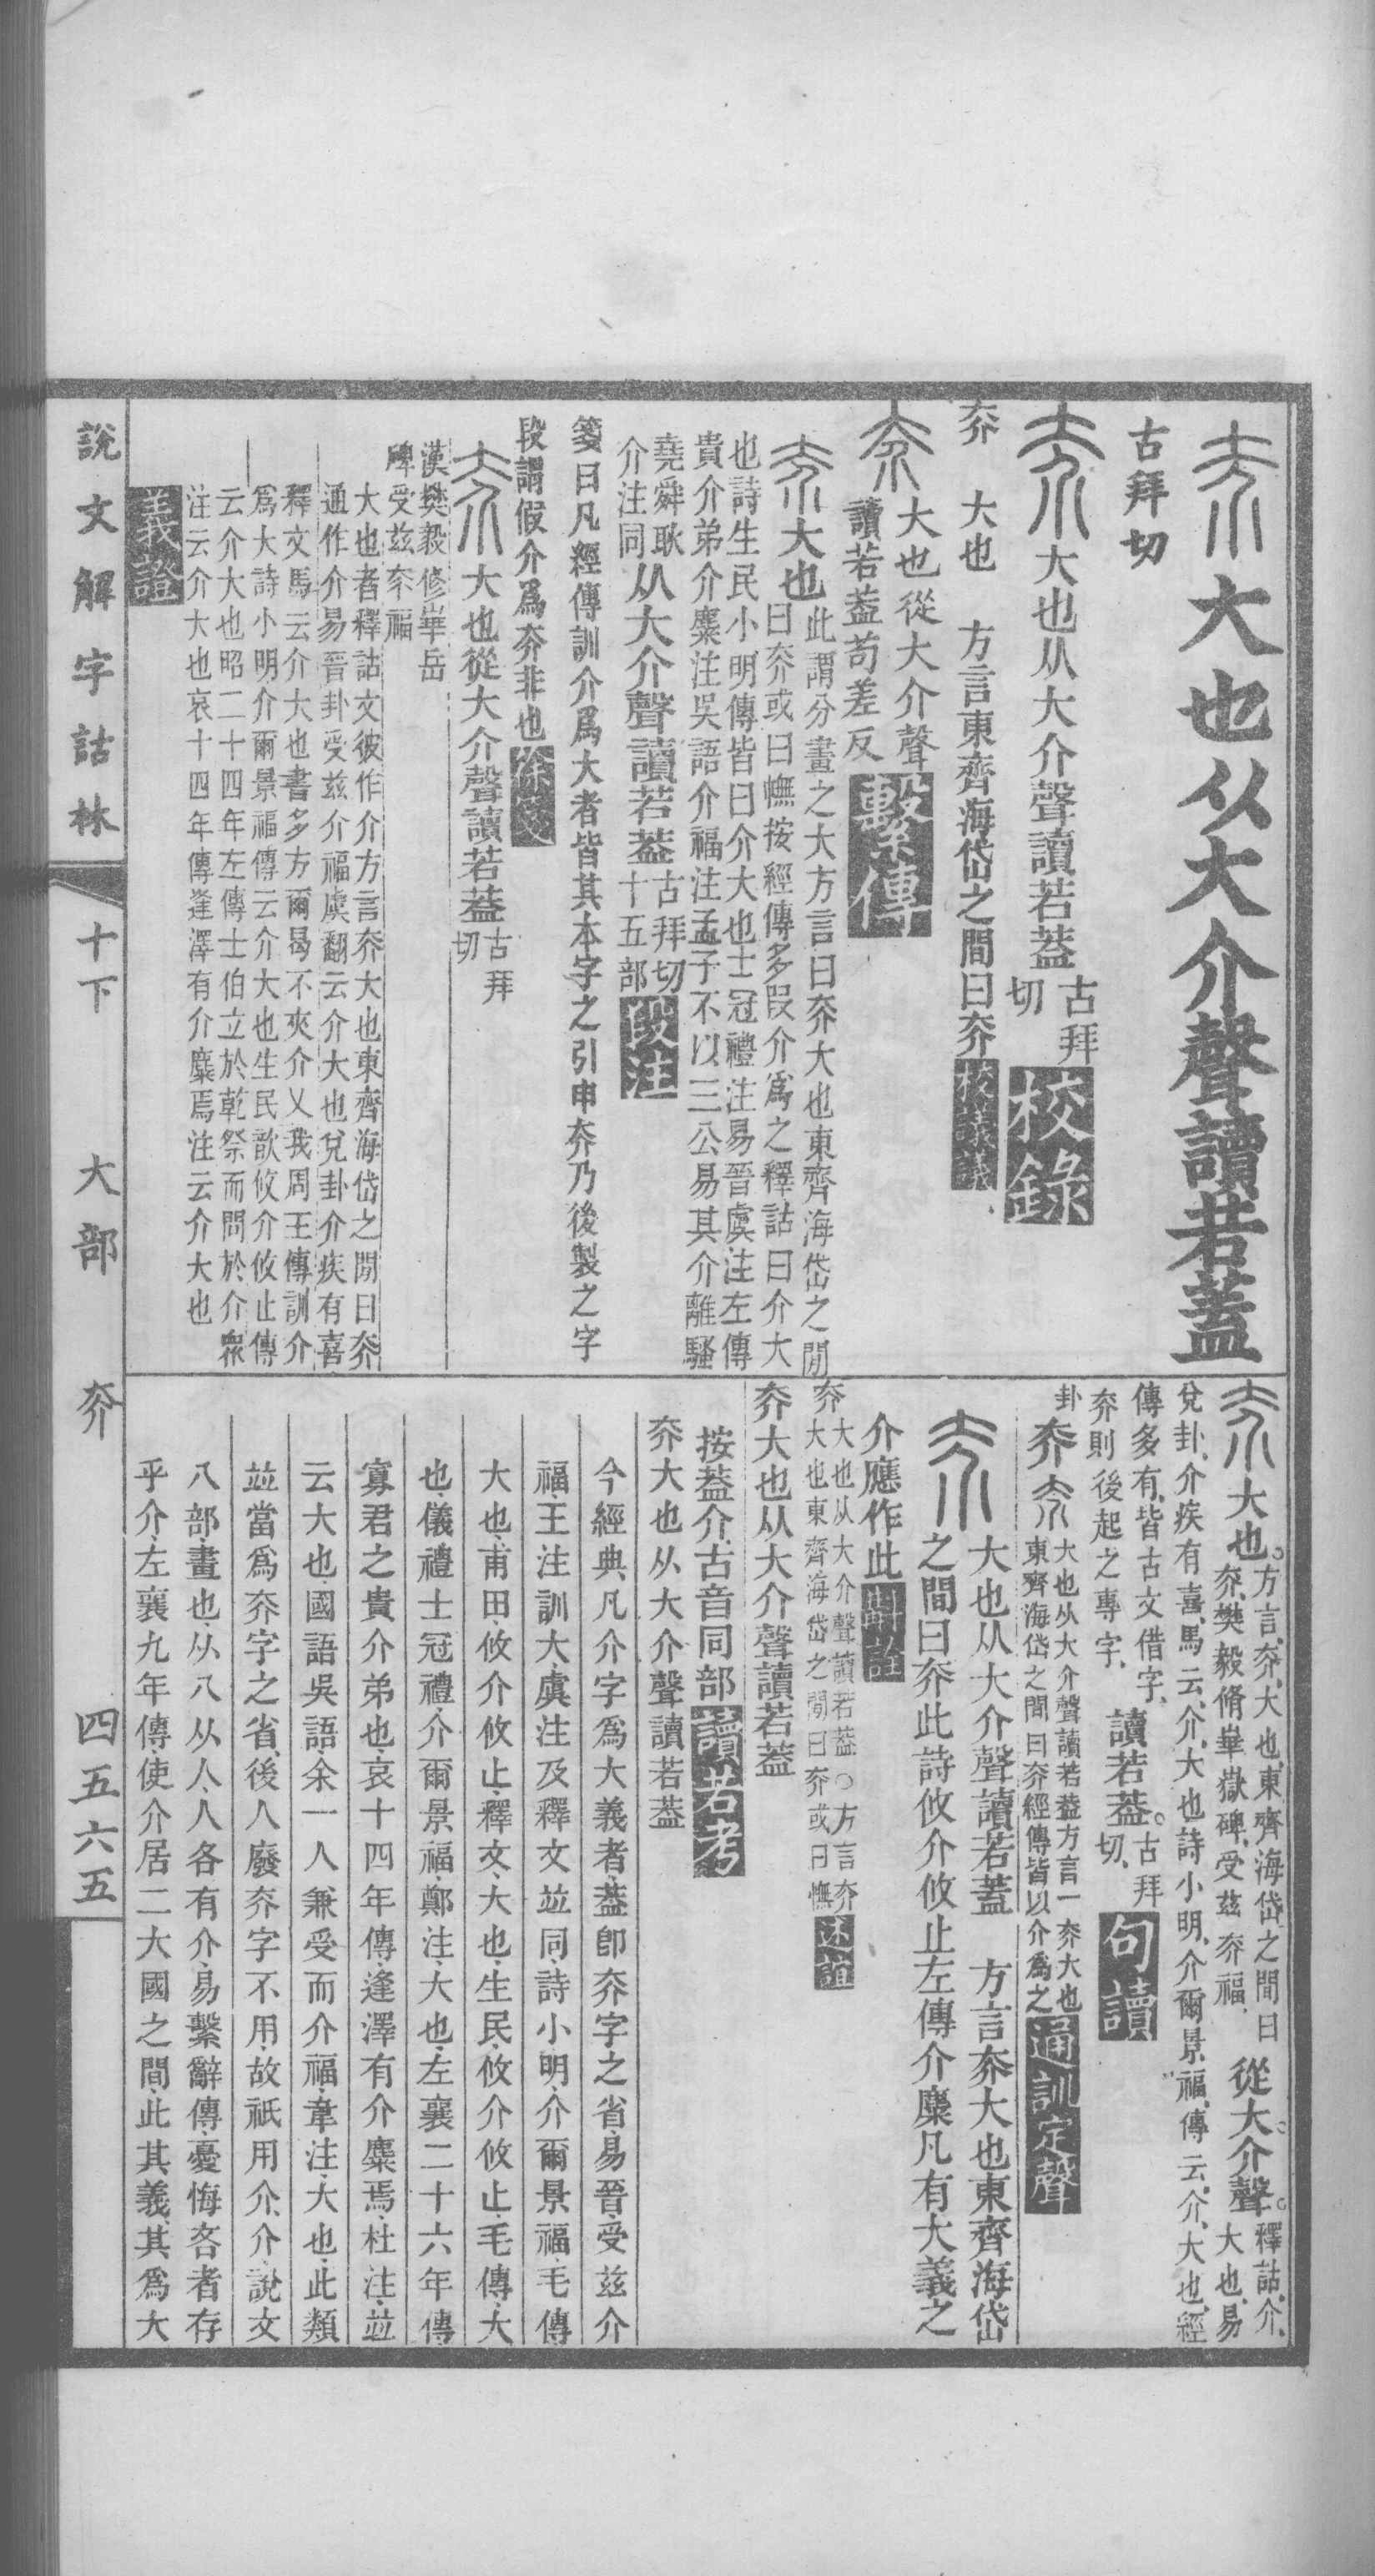 夰大也从大介聲讀若蓋
古拜切
夰大也从大介聲讀若葢古拜切 校錄
夰 大也 方言東齊海岱之間曰夰 校議議
夰大也從大介聲
讀若葢苟差反 繫傳
夰大也此謂分畫之大方言曰夰大也東齊海岱之閒
曰夰或曰幠按經傳多叚介爲之釋詁曰介大
也詩生民小明傳皆曰介大也士冠禮注易晉虞注左傳
貴介弟介麋注吳語介福注孟子不以三公易其介離騷
堯舜耿
介注同从大介聲讀若葢古拜切十五部 段注
箋曰凡經傳訓介爲大者皆其本字之引申夰乃後製之字
段謂假介爲夰非也 徐箋
夰大也從大介聲讀若葢古拜切
漢樊毅修華岳
碑受茲夰福
大也者釋詁文彼作介方言夰大也東齊海岱之閒曰夰
通作介易晉卦受茲介福虞翻云介大也兌卦介疾有喜
釋文馬云介大也書多方爾曷不夾介乂我周王傳訓介
爲大詩小明介爾景福傳云介大也生民歆攸介攸止傳
云介大也昭二十四年左傳士伯立於乾祭而問於介眾
注云介大也哀十四年傳逢澤有介麋焉注云介大也
義證
夰大也。方言、夰、大也、東齊海岱之間曰
夰、樊毅脩華嶽碑、受茲夰福、從大介聲。釋詁、介、
大也、易
兌卦、介疾有喜、馬云、介、大也、詩小明、介爾景福、傳云、介、大也、經
傳多有、皆古文借字、
夰則後起之專字、讀若葢。古拜切、 句讀
卦夰夰大也从大介聲讀若葢方言一夰大也
東齊海岱之間曰夰經傳皆以介爲之 通訓定聲
夰大也从大介聲讀若蓋 方言夰大也東齊海岱
之間曰夰此詩攸介攸止左傳介麋凡有大義之
介應作此 斠詮
夰夰大也从大介聲讀若葢○方言夰
大也東齊海岱之閒曰夰或曰幠 述誼
夰大也从大介聲讀若葢
按葢介古音同部 讀若考
夰大也从大介聲讀若葢
今經典凡介字爲大義者、葢卽夰字之省、易晉、受茲介
福、王注訓大、虞注及釋文並同、詩小明、介爾景福、毛傳
大也、甫田、攸介攸止、釋文、大也、生民、攸介攸止、毛傳、大
也、儀禮士冠禮、介爾景福、鄭注、大也、左襄二十六年傳
寡君之貴介弟也、哀十四年傳、逢澤有介麋焉、杜注、並
云大也、國語吳語、余一人兼受而介福、韋注、大也、此類
並當爲夰字之省、後人廢夰字不用、故祇用介、介、說文
八部、畫也、从八从人、人各有介、易繫辭傳、憂悔吝者存
乎介、左襄九年傳、使介居二大國之間、此其義、其爲大
說文解字詁林 十下 大部 夰 四五六五